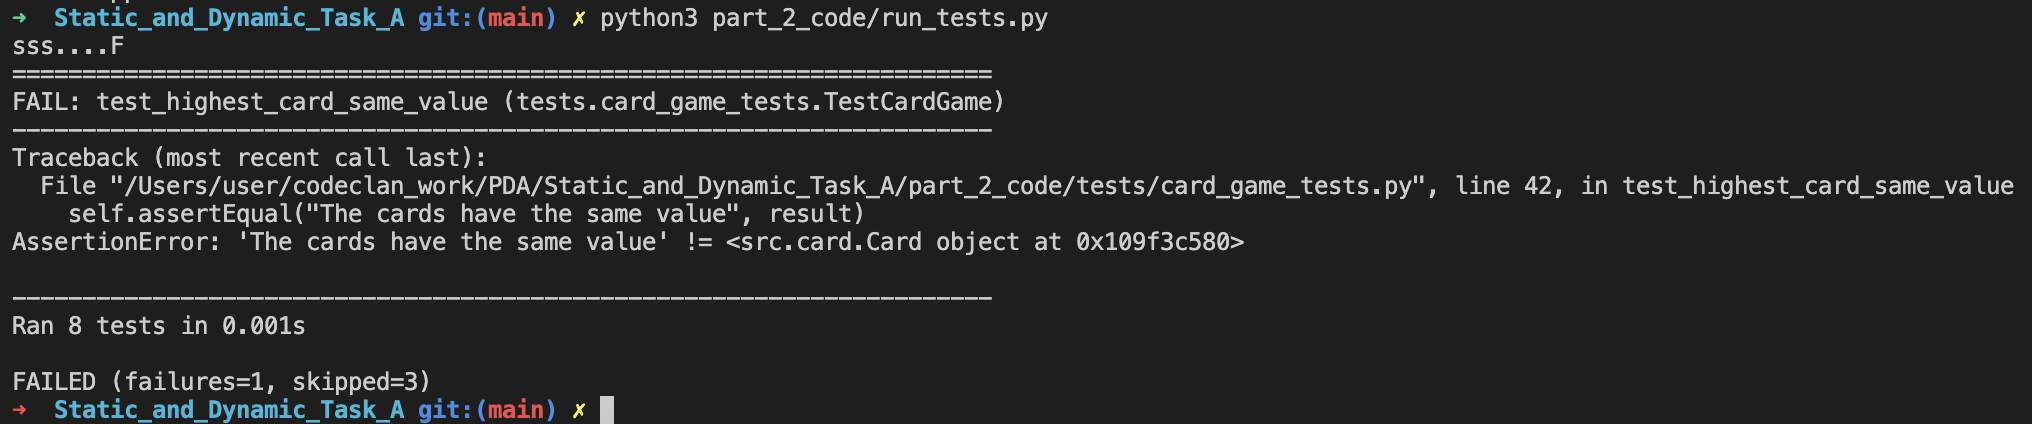 ➜  Static_and_Dynamic_Task_A git:(main) ✗ python3 part_2_code/run_tests.py
sss....F
======================================================================
FAIL: test_highest_card_same_value (tests.card_game_tests.TestCardGame)
----------------------------------------------------------------------
Traceback (most recent call last):
  File "/Users/user/codeclan_work/PDA/Static_and_Dynamic_Task_A/part_2_code/tests/card_game_tests.py", line 42, in test_highest_card_same_value
    self.assertEqual("The cards have the same value", result)
AssertionError: 'The cards have the same value' != <src.card.Card object at 0x109f3c580>
----------------------------------------------------------------------
Ran 8 tests in 0.001s
FAILED (failures=1, skipped=3)
➜  Static_and_Dynamic_Task_A git:(main) ✗